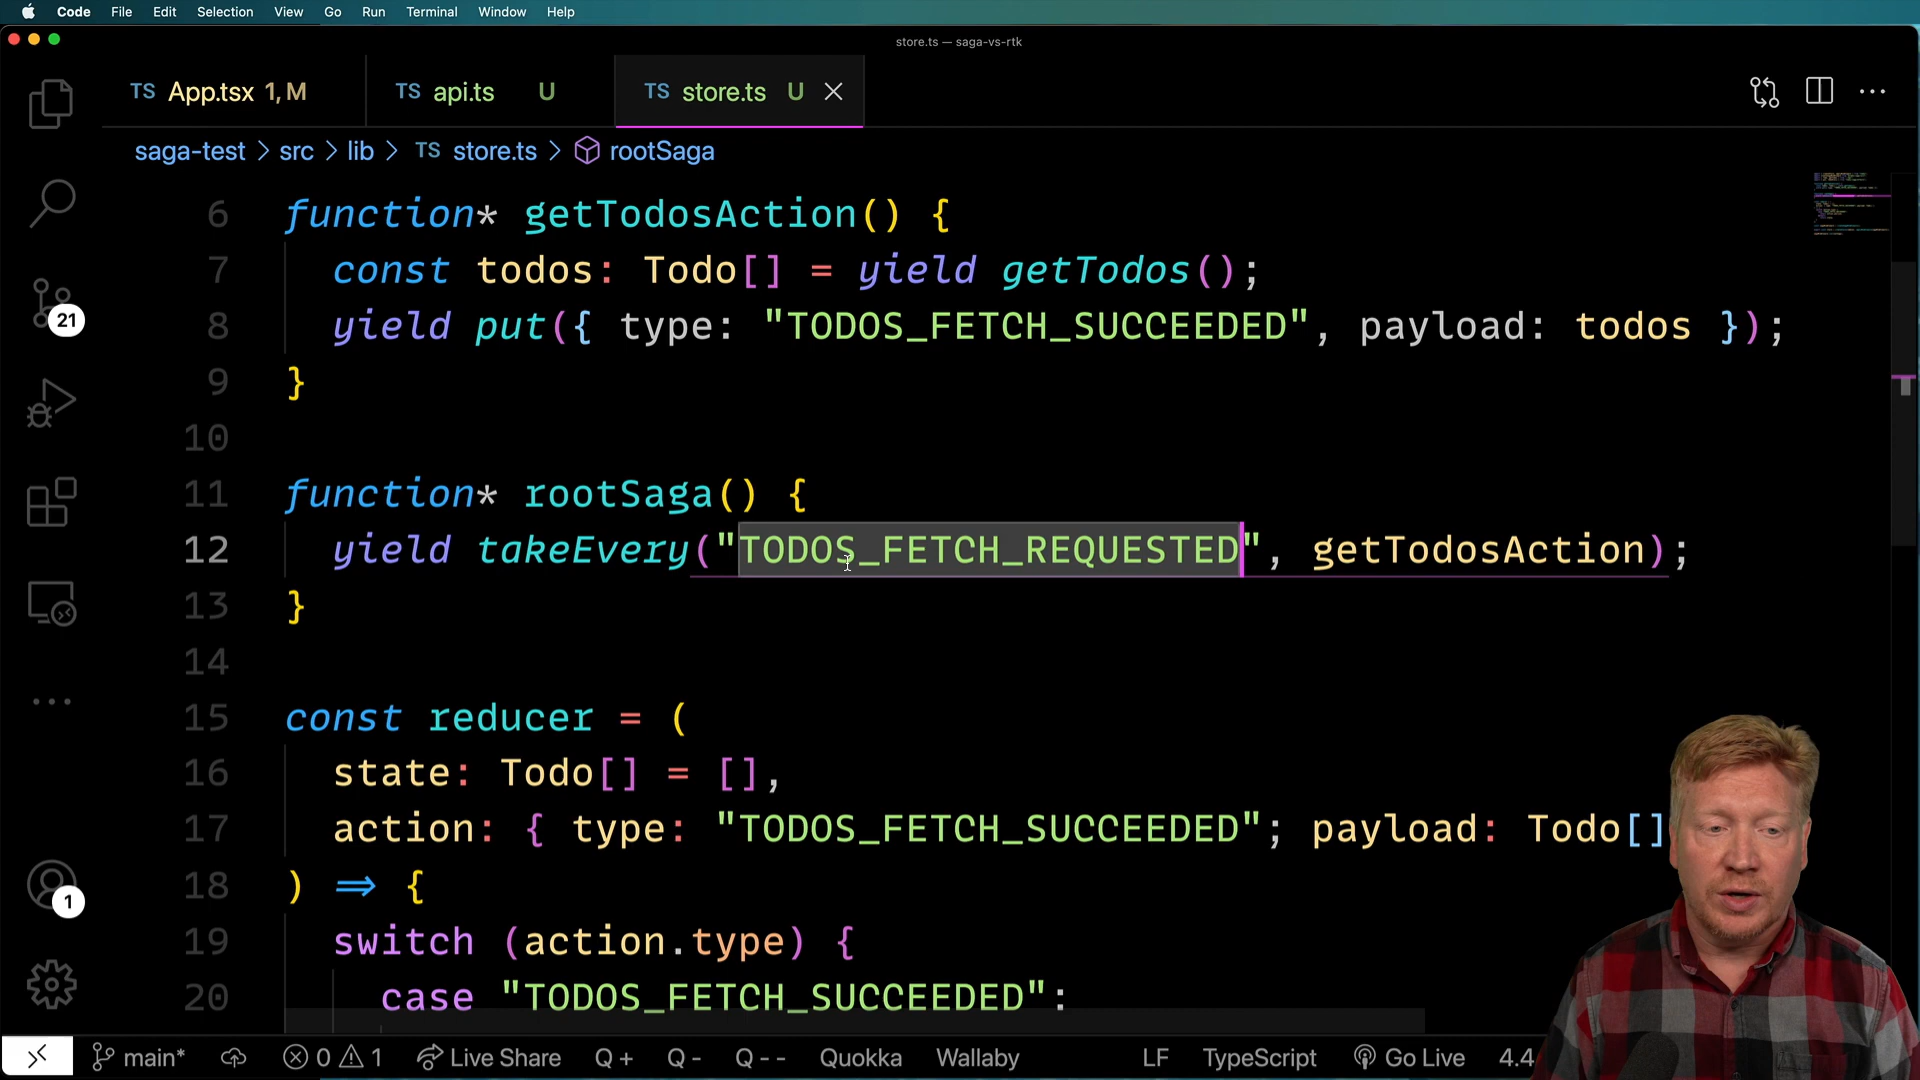 Code File Edit Selection View Go Run Terminal Window Help
store.ts — saga-vs-rtk
TS App.tsx 1, M TS api.ts U TS store.ts U
saga-test > src > lib > TS store.ts > rootSaga
6 function* getTodosAction() {
7 const todos: Todo[] = yield getTodos();
8 yield put({ type: "TODOS_FETCH_SUCCEEDED", payload: todos });
9 }
10
11 function* rootSaga() {
12 yield takeEvery("TODOS_FETCH_REQUESTED", getTodosAction);
13 }
14
15 const reducer = (
16 state: Todo[] = [],
17 action: { type: "TODOS_FETCH_SUCCEEDED"; payload: Todo[]
18 ) => {
19 switch (action.type) {
20 case "TODOS_FETCH_SUCCEEDED":
21
1
main* 0 1 Live Share Q + Q - Q - - Quokka Wallaby LF TypeScript Go Live 4.4